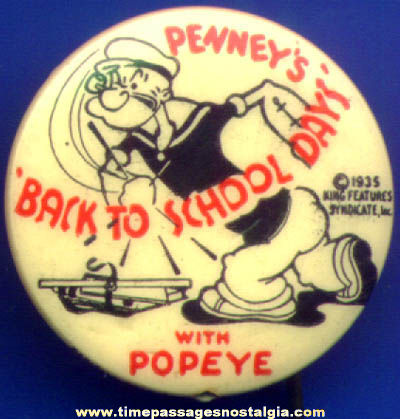 PENNEY'S
"BACK TO SCHOOL DAYS"
© 1935
KING FEATURES
SYNDICATE, Inc.
WITH
POPEYE
www.timepassagesnostalgia.com